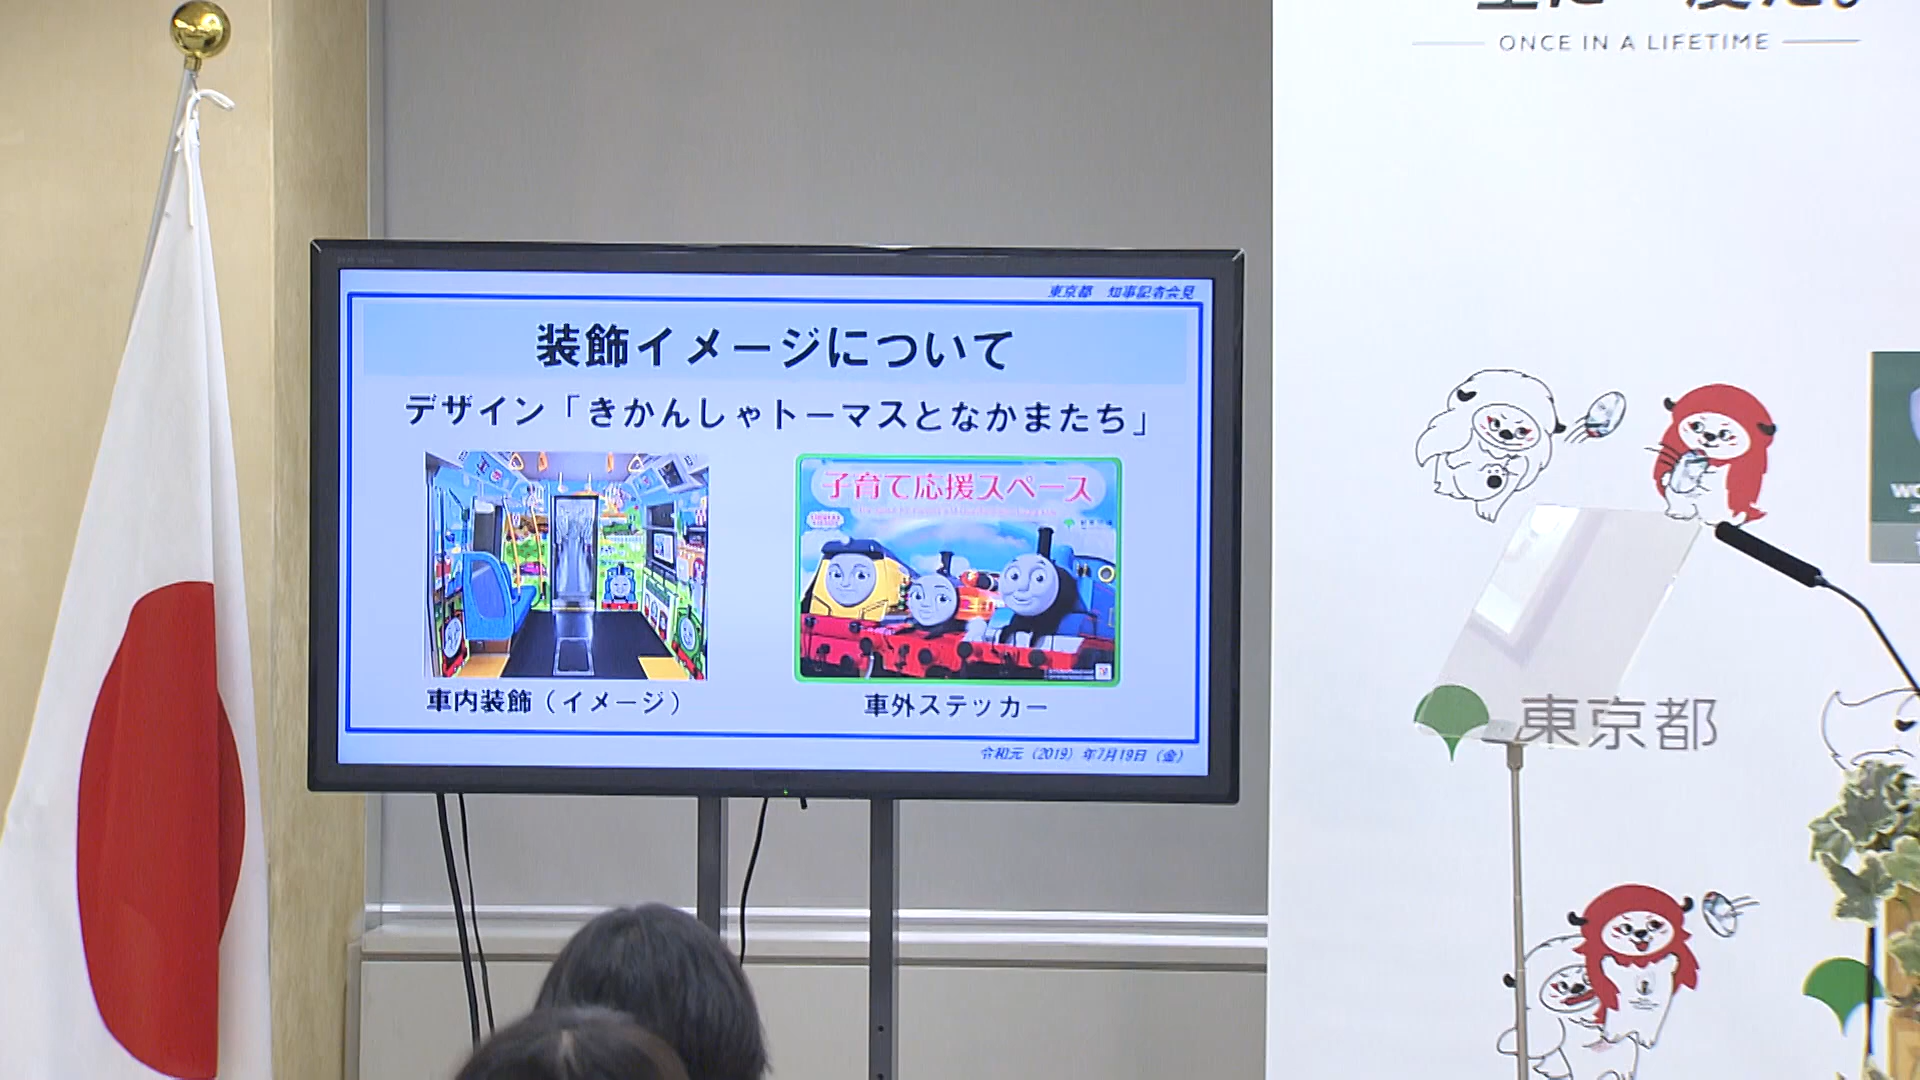 ONCE IN A LIFETIME
東京都 知事記者会見
装飾イメージについて
デザイン「きかんしゃトーマスとなかまたち」
子育て応援スペース
車内装飾（イメージ）
車外ステッカー
令和元（2019）年7月19日（金）
東京都